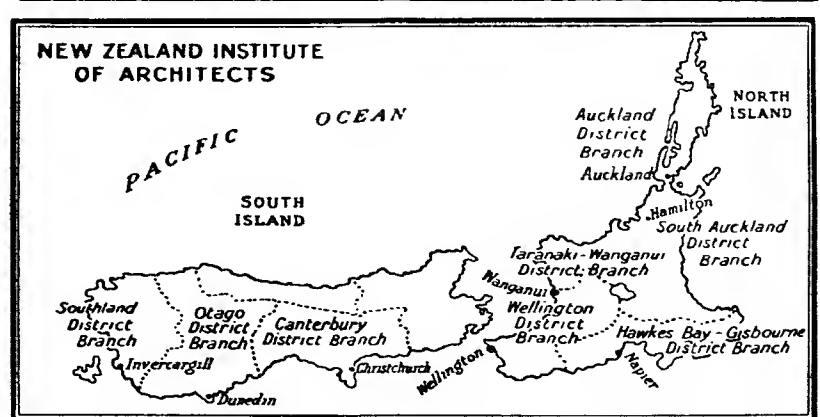 NEW ZEALAND INSTITUTE
OF ARCHITECTS
PACIFIC OCEAN
NORTH
ISLAND
Auckland
District
Branch
Auckland
SOUTH
ISLAND
Hamilton
South Auckland
District
Branch
Taranaki-Wanganui
District Branch
Wanganui
Wellington
District
Branch
Hawkes Bay - Gisbourne
District Branch
Southland
District
Branch
Otago
District
Branch
Canterbury
District Branch
Invercargill
Christchurch
Wellington
Napier
Dunedin